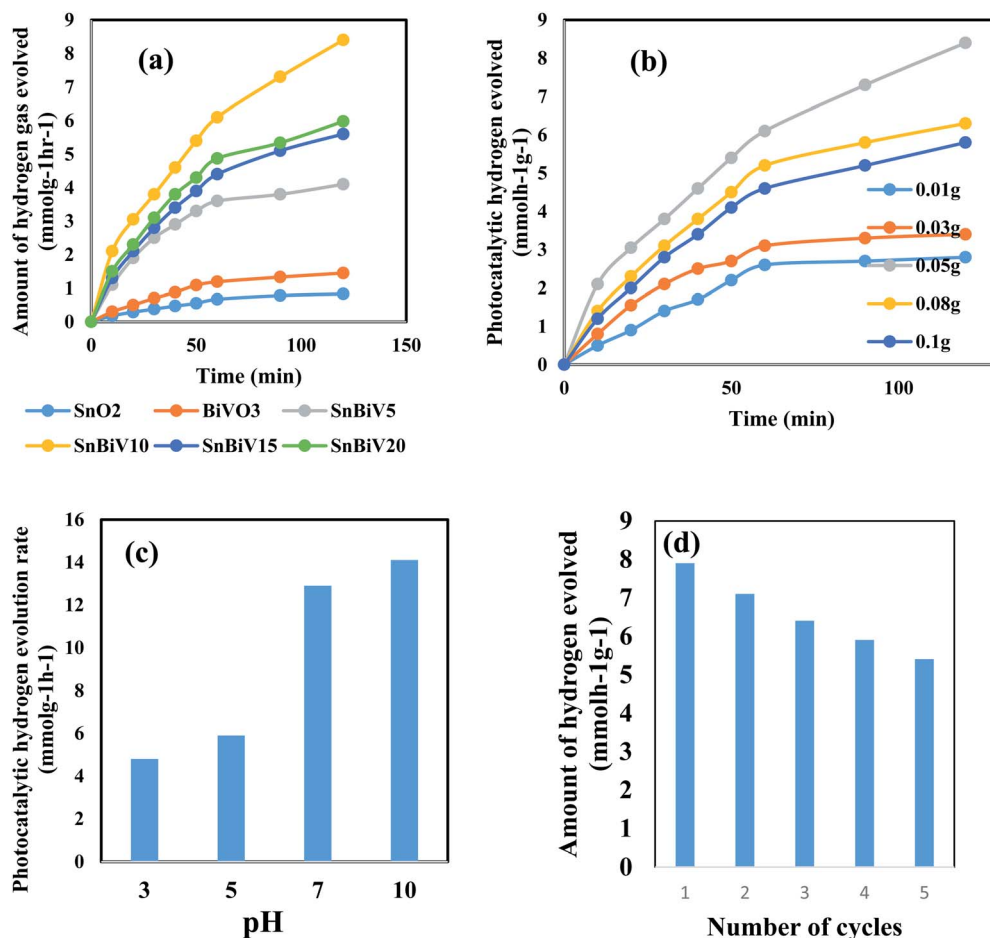 (a)
Amount of hydrogen gas evolved
(mmolg-1hr-1)
9
8
7
6
5
4
3
2
1
0
0 50 100 150
Time (min)
SnO2 BiVO3 SnBiV5
SnBiV10 SnBiV15 SnBiV20
(b)
Photocatalytic hydrogen evolved
(mmolh-1g-1)
9
8
7
6
5
4
3
2
1
0
0 50 100
Time (min)
0.01g
0.03g
0.05g
0.08g
0.1g
(c)
Photocatalytic hydrogen evolution rate
(mmolg-1h-1)
16
14
12
10
8
6
4
2
0
3 5 7 10
pH
(d)
Amount of hydrogen evolved
(mmolh-1g-1)
9
8
7
6
5
4
3
2
1
0
1 2 3 4 5
Number of cycles